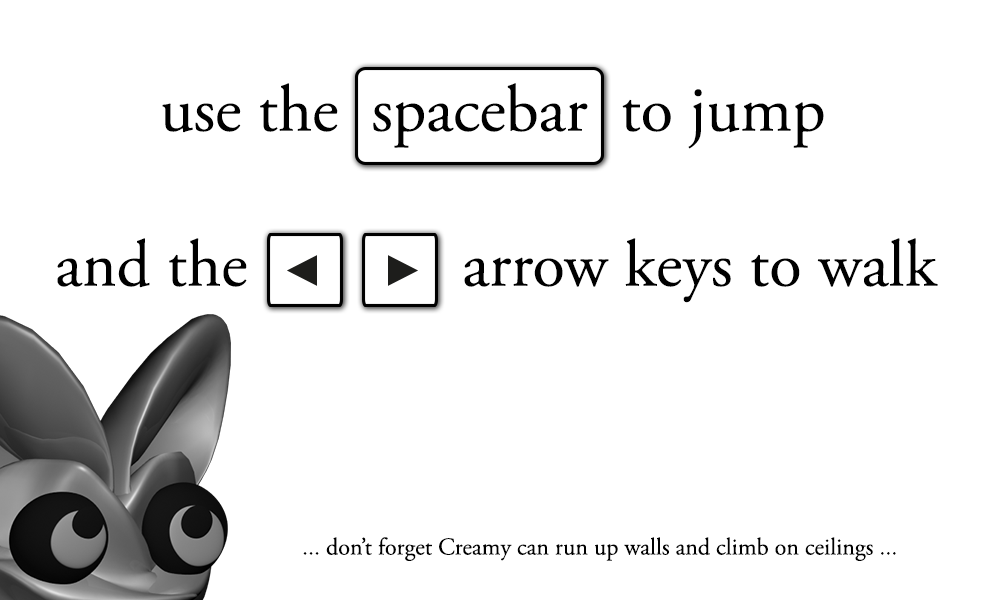 use the spacebar to jump
and the ◀ ▶ arrow keys to walk
... don’t forget Creamy can run up walls and climb on ceilings ...